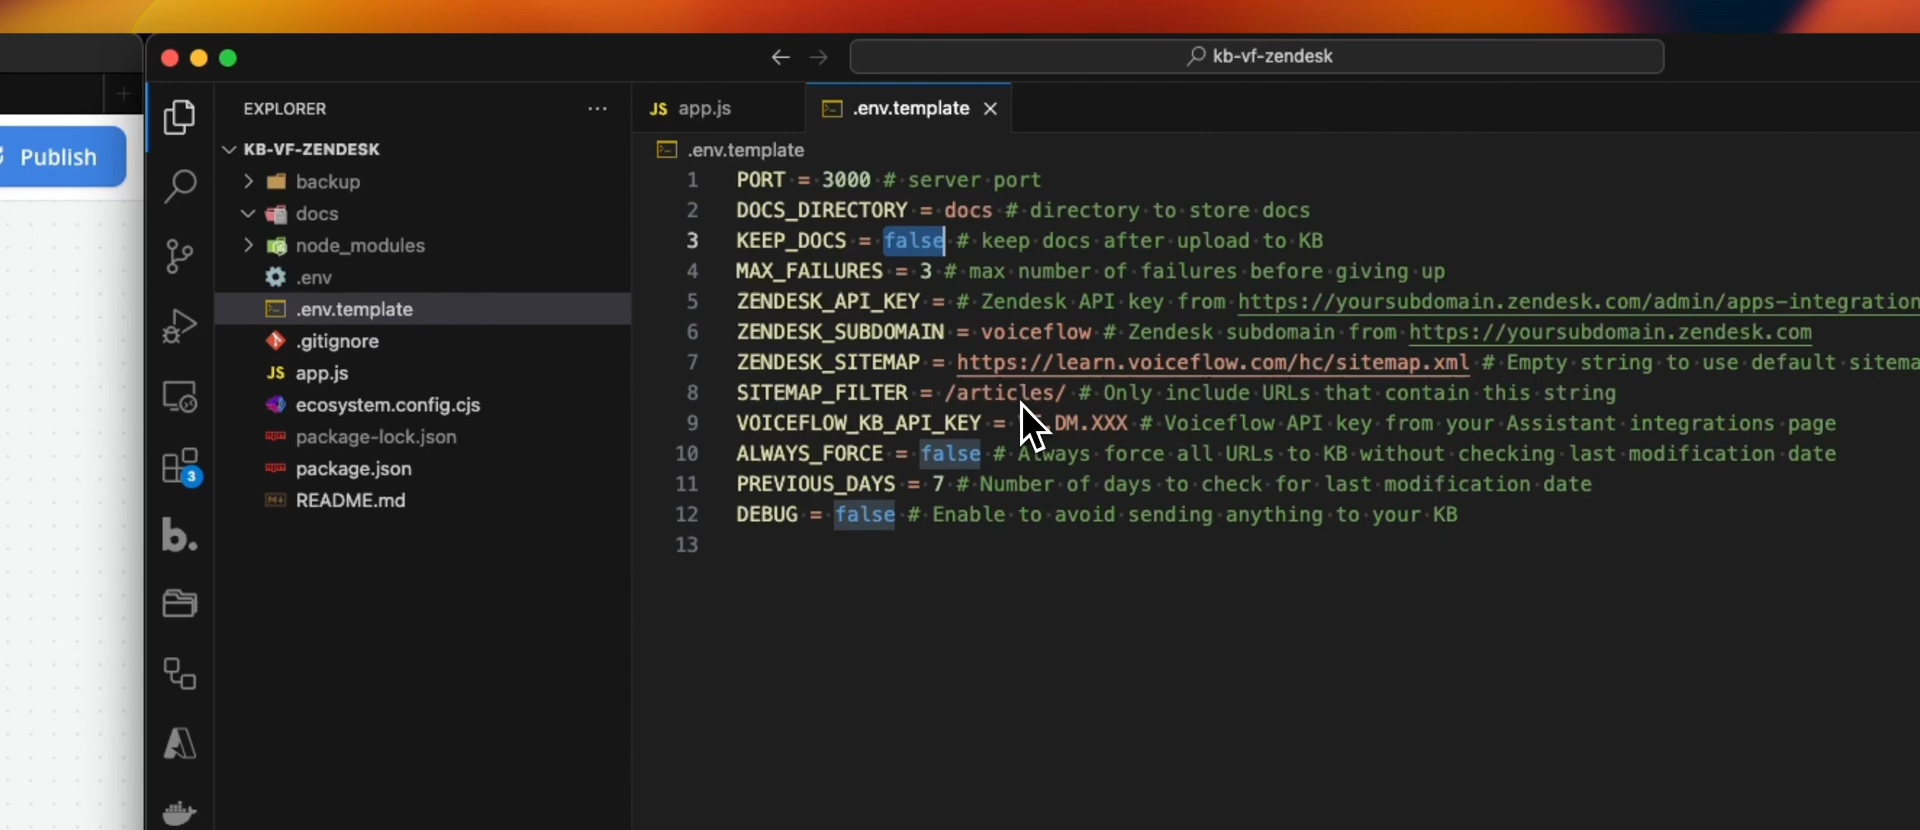 kb-vf-zendesk
Publish
EXPLORER
KB-VF-ZENDESK
backup
docs
node_modules
.env
.env.template
.gitignore
JS app.js
ecosystem.config.cjs
package-lock.json
package.json
README.md
3
b.
JS app.js
.env.template
.env.template
1 PORT = 3000 # server port
2 DOCS_DIRECTORY = docs # directory to store docs
3 KEEP_DOCS = false # keep docs after upload to KB
4 MAX_FAILURES = 3 # max number of failures before giving up
5 ZENDESK_API_KEY = # Zendesk API key from https://yoursubdomain.zendesk.com/admin/apps-integration
6 ZENDESK_SUBDOMAIN = voiceflow # Zendesk subdomain from https://yoursubdomain.zendesk.com
7 ZENDESK_SITEMAP = https://learn.voiceflow.com/hc/sitemap.xml # Empty string to use default sitema
8 SITEMAP_FILTER = /articles/ # Only include URLs that contain this string
9 VOICEFLOW_KB_API_KEY = DM.XXX # Voiceflow API key from your Assistant integrations page
10 ALWAYS_FORCE = false # Always force all URLs to KB without checking last modification date
11 PREVIOUS_DAYS = 7 # Number of days to check for last modification date
12 DEBUG = false # Enable to avoid sending anything to your KB
13